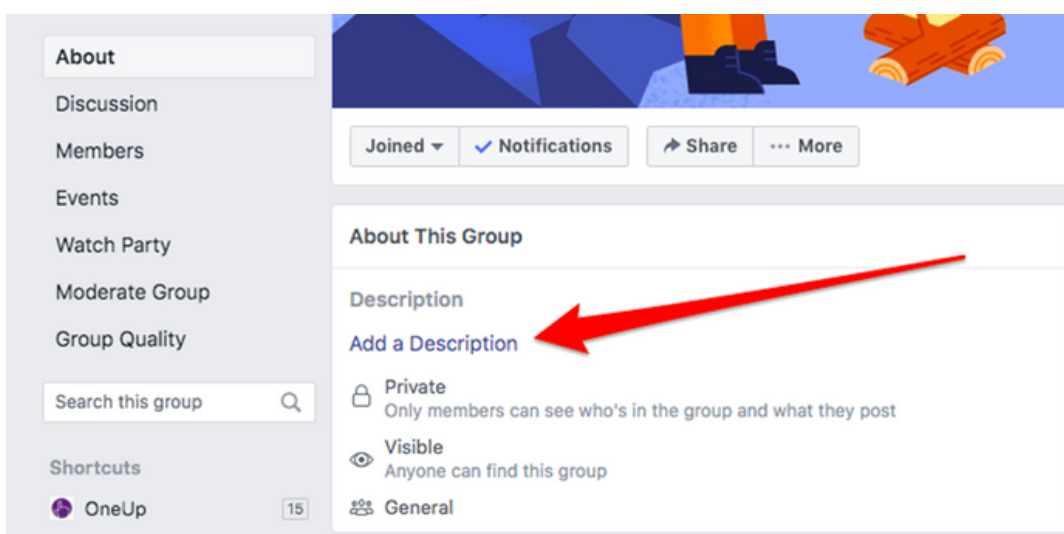 About
Discussion
Members
Events
Watch Party
Moderate Group
Group Quality
Search this group
Shortcuts
OneUp 15
Joined Notifications Share ··· More
About This Group
Description
Add a Description
Private
Only members can see who's in the group and what they post
Visible
Anyone can find this group
General